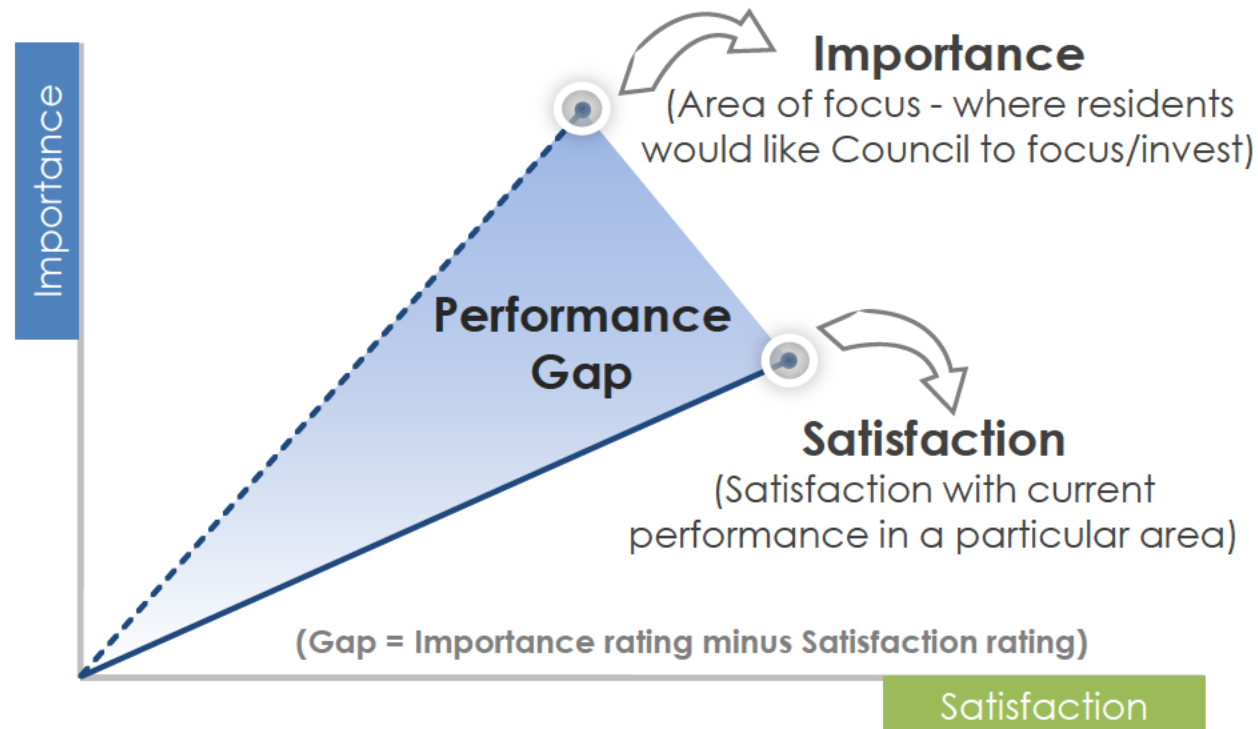 Importance
Importance
(Area of focus - where residents
would like Council to focus/invest)
Performance
Gap
Satisfaction
(Satisfaction with current
performance in a particular area)
(Gap = Importance rating minus Satisfaction rating)
Satisfaction